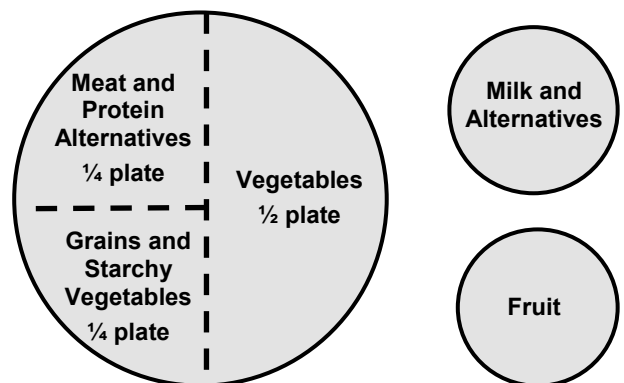 Meat and
Protein
Alternatives
¼ plate
Grains and
Starchy
Vegetables
¼ plate
Vegetables
½ plate
Milk and
Alternatives
Fruit